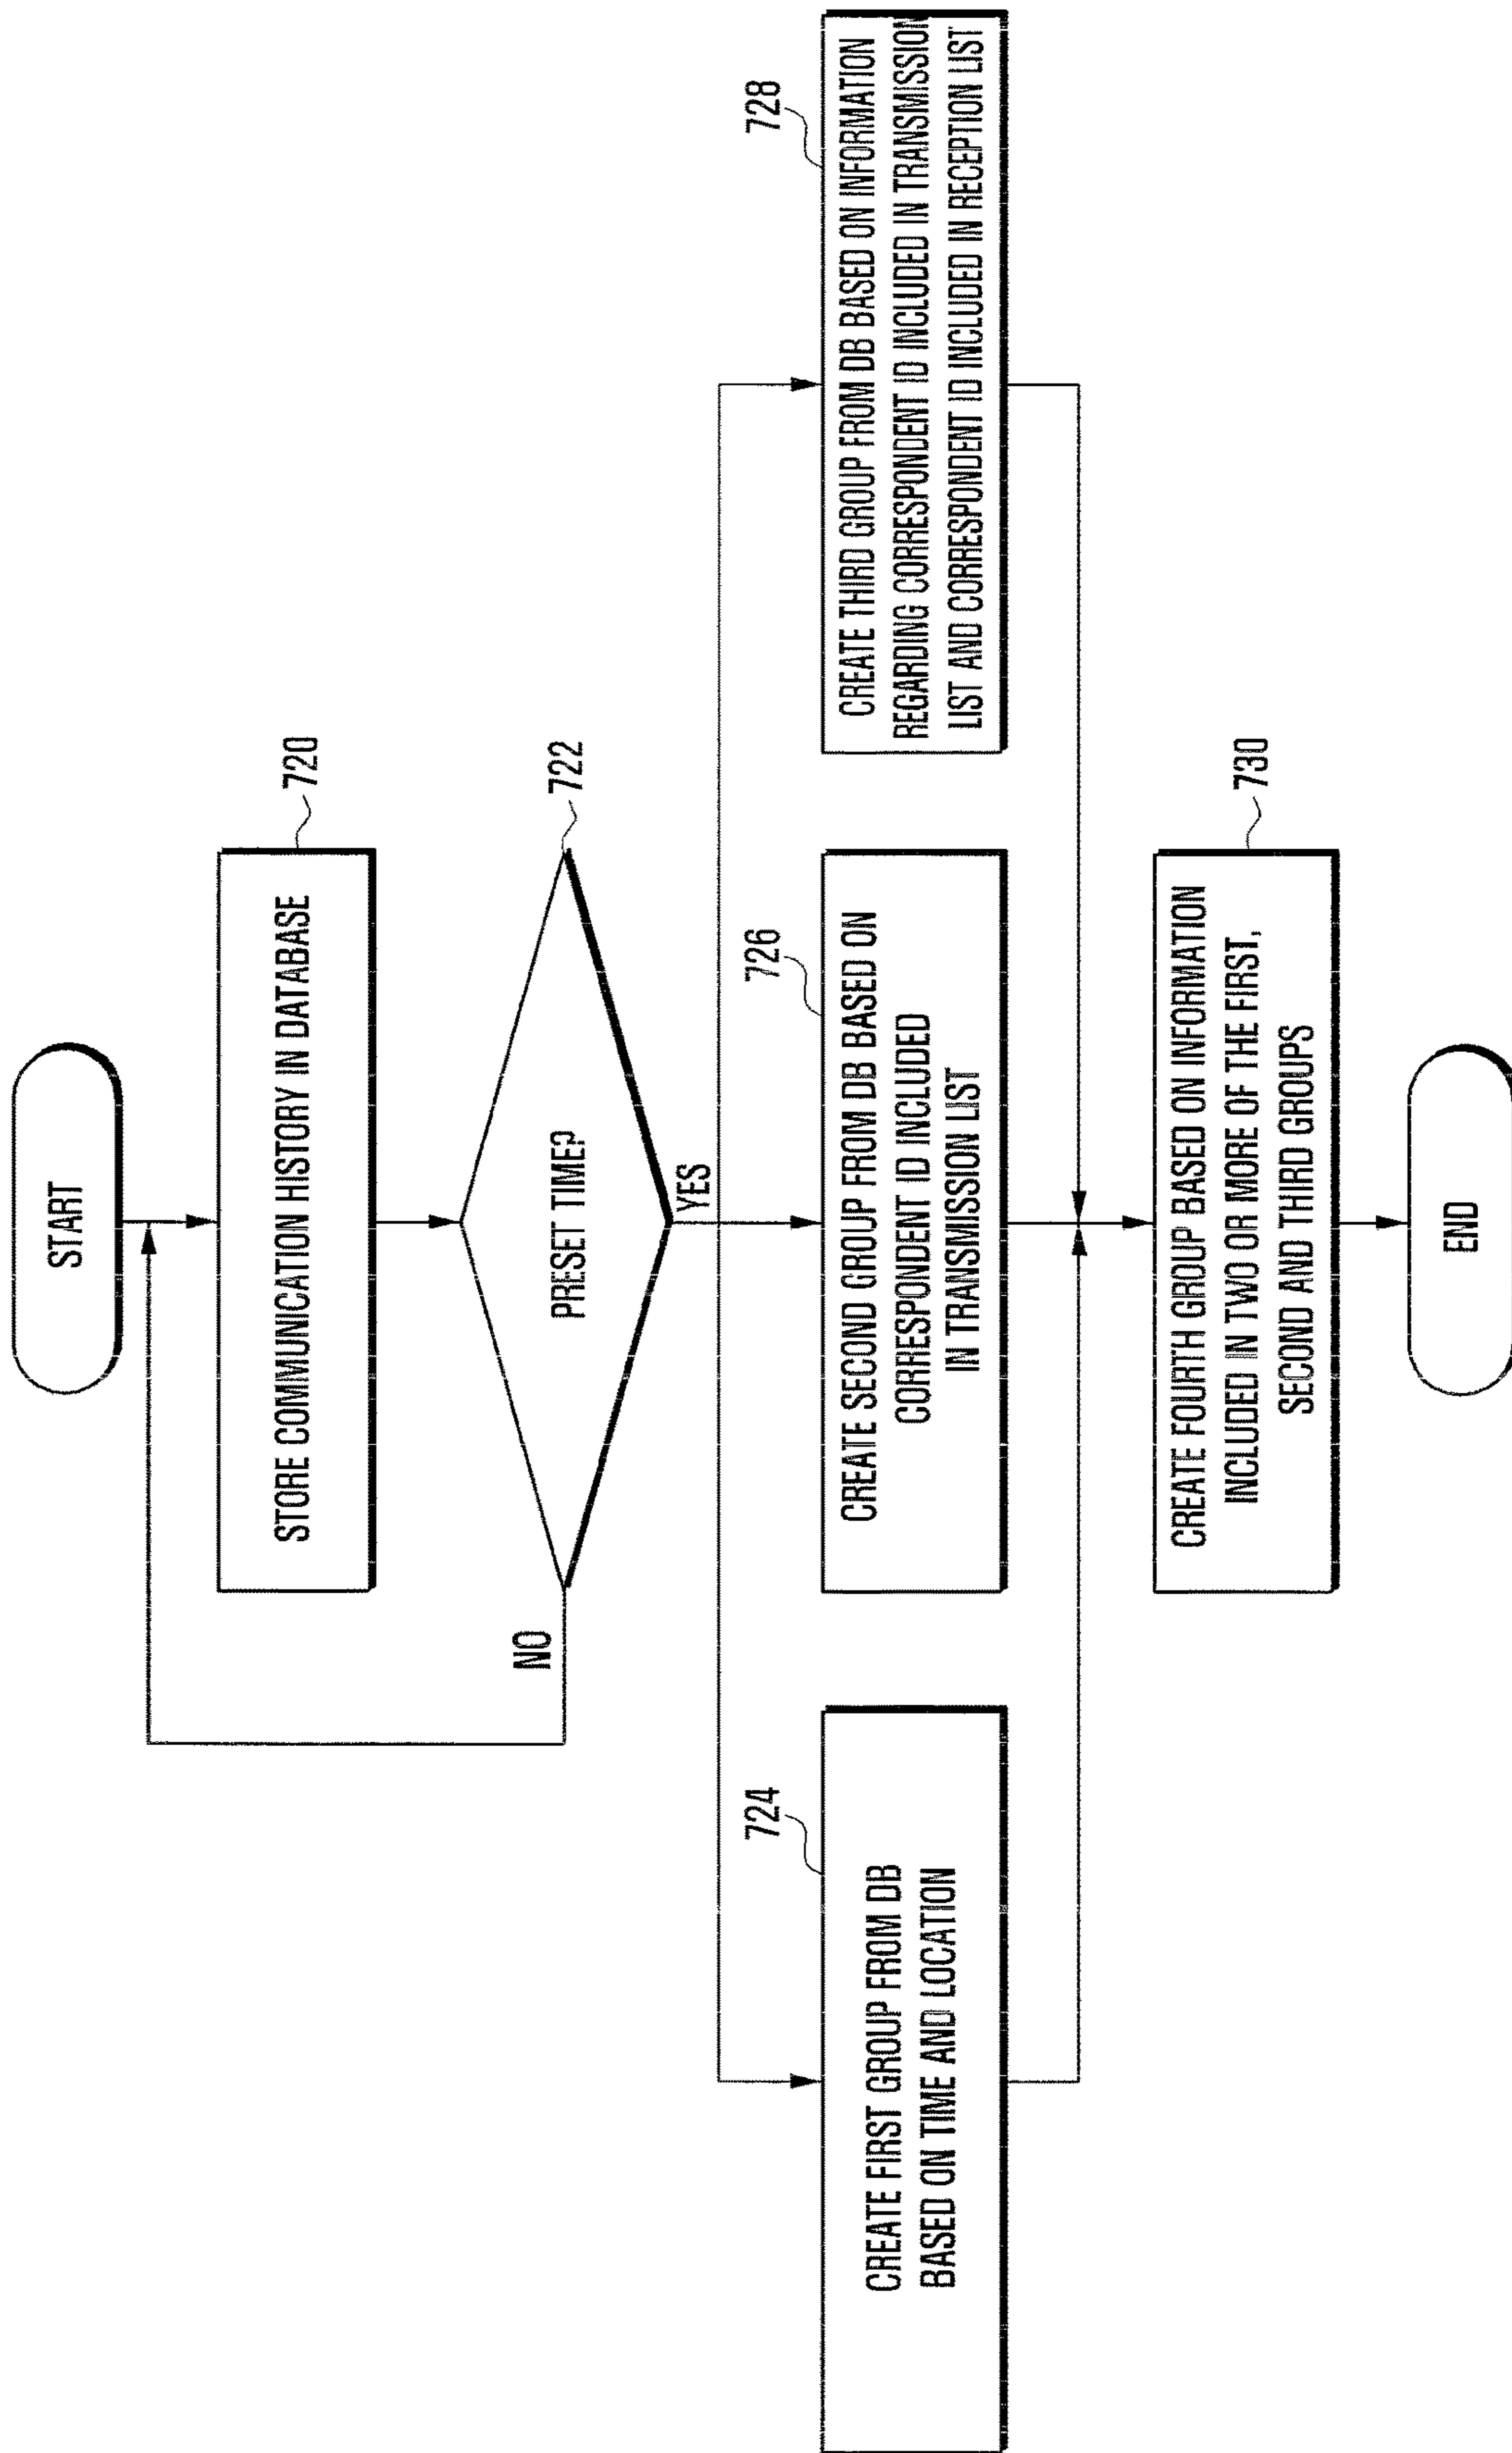 START
STORE COMMUNICATION HISTORY IN DATABASE
720
PRESET TIME?
722
NO
YES
724
CREATE FIRST GROUP FROM DB
BASED ON TIME AND LOCATION
726
CREATE SECOND GROUP FROM DB BASED ON
CORRESPONDENT ID INCLUDED
IN TRANSMISSION LIST
728
CREATE THIRD GROUP FROM DB BASED ON INFORMATION
REGARDING CORRESPONDENT ID INCLUDED IN TRANSMISSION
LIST AND CORRESPONDENT ID INCLUDED IN RECEPTION LIST
730
CREATE FOURTH GROUP BASED ON INFORMATION
INCLUDED IN TWO OR MORE OF THE FIRST,
SECOND AND THIRD GROUPS
END